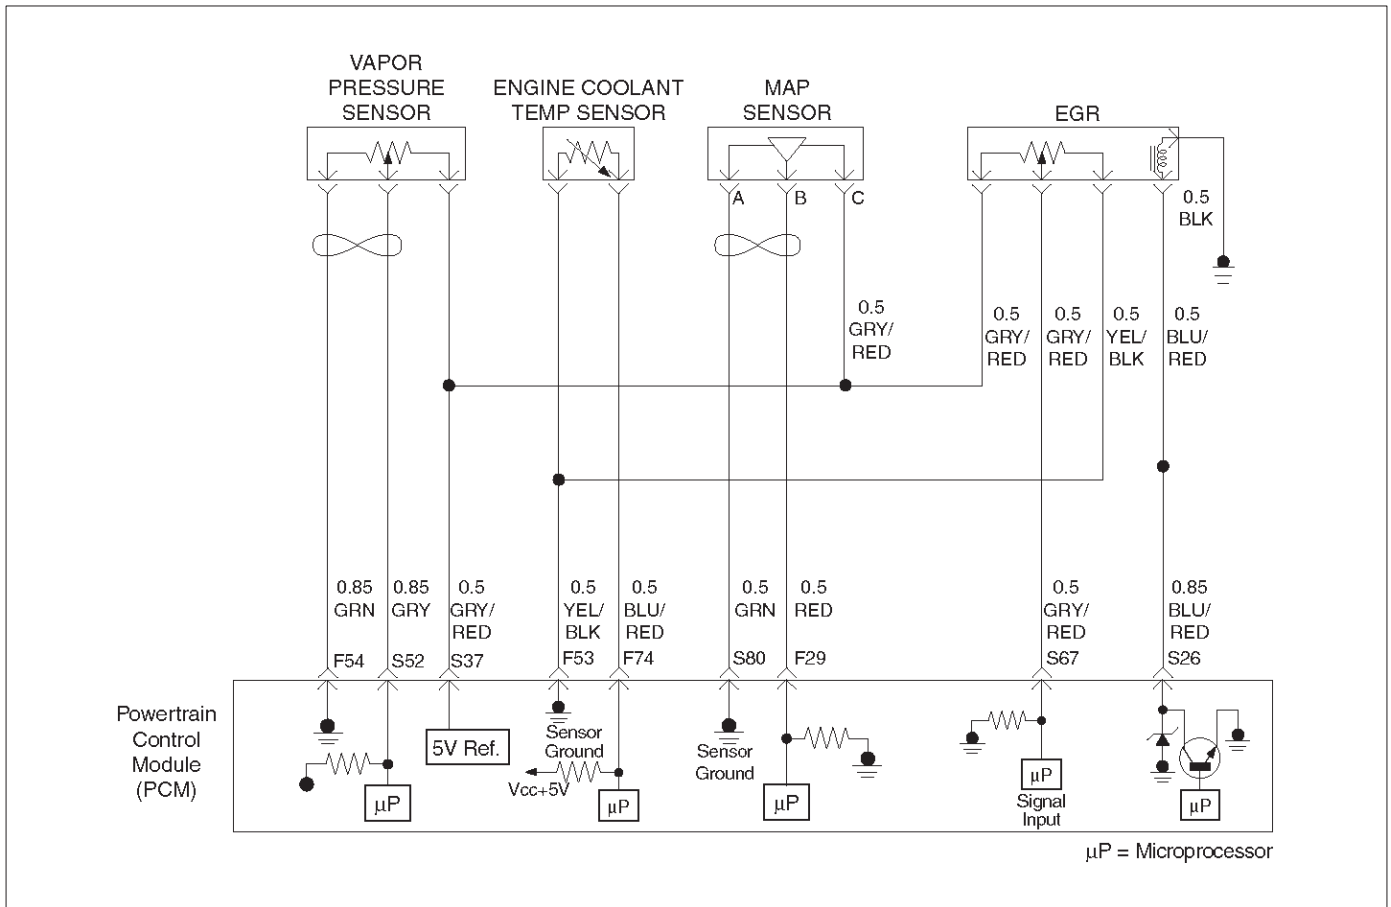 VAPOR
PRESSURE
SENSOR
ENGINE COOLANT
TEMP SENSOR
MAP
SENSOR
EGR
A
B
C
0.5
BLK
0.5
GRY/
RED
0.5
GRY/
RED
0.5
GRY/
RED
0.5
YEL/
BLK
0.5
BLU/
RED
0.85
GRN
0.85
GRY
0.5
GRY/
RED
0.5
YEL/
BLK
0.5
BLU/
RED
0.5
GRN
0.5
RED
0.5
GRY/
RED
0.85
BLU/
RED
F54
S52
S37
F53
F74
S80
F29
S67
S26
Powertrain
Control
Module
(PCM)
µP
5V Ref.
Sensor
Ground
Vcc+5V
µP
Sensor
Ground
µP
µP
Signal
Input
µP
µP = Microprocessor